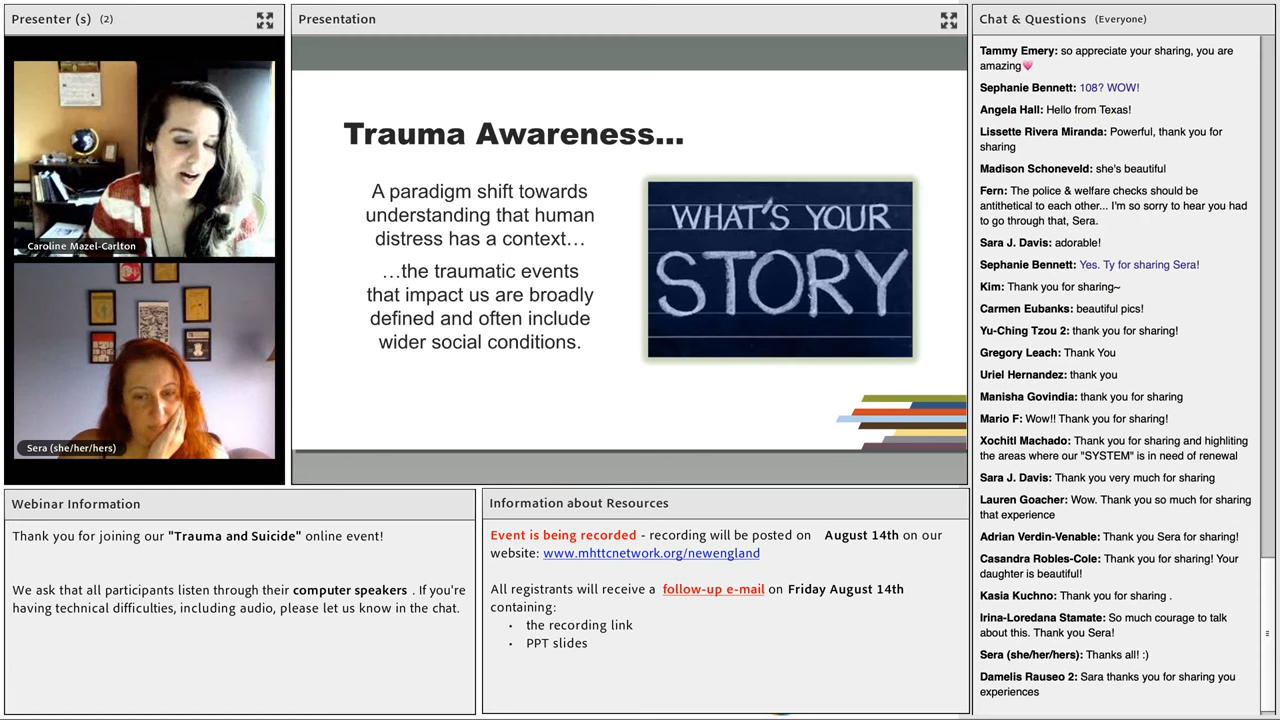 Presenter (s) (2)
Caroline Mazel-Carlton
Sera (she/her/hers)
Presentation
Trauma Awareness...
A paradigm shift towards
understanding that human
distress has a context…
…the traumatic events
that impact us are broadly
defined and often include
wider social conditions.
WHAT'S YOUR
STORY
Webinar Information
Thank you for joining our "Trauma and Suicide" online event!
We ask that all participants listen through their computer speakers . If you're
having technical difficulties, including audio, please let us know in the chat.
Information about Resources
Event is being recorded - recording will be posted on August 14th on our
website: www.mhttcnetwork.org/newengland
All registrants will receive a follow-up e-mail on Friday August 14th
containing:
• the recording link
• PPT slides
Chat & Questions (Everyone)
Tammy Emery: so appreciate your sharing, you are
amazing💗
Sephanie Bennett: 108? WOW!
Angela Hall: Hello from Texas!
Lissette Rivera Miranda: Powerful, thank you for
sharing
Madison Schoneveld: she's beautiful
Fern: The police & welfare checks should be
antithetical to each other... I'm so sorry to hear you had
to go through that, Sera.
Sara J. Davis: adorable!
Sephanie Bennett: Yes. Ty for sharing Sera!
Kim: Thank you for sharing~
Carmen Eubanks: beautiful pics!
Yu-Ching Tzou 2: thank you for sharing!
Gregory Leach: Thank You
Uriel Hernandez: thank you
Manisha Govindia: thank you for sharing
Mario F: Wow!! Thank you for sharing!
Xochitl Machado: Thank you for sharing and highliting
the areas where our "SYSTEM" is in need of renewal
Sara J. Davis: Thank you very much for sharing
Lauren Goacher: Wow. Thank you so much for sharing
that experience
Adrian Verdin-Venable: Thank you Sera for sharing!
Casandra Robles-Cole: Thank you for sharing! Your
daughter is beautiful!
Kasia Kuchno: Thank you for sharing .
Irina-Loredana Stamate: So much courage to talk
about this. Thank you Sera!
Sera (she/her/hers): Thanks all! :)
Damelis Rauseo 2: Sara thanks you for sharing you
experiences